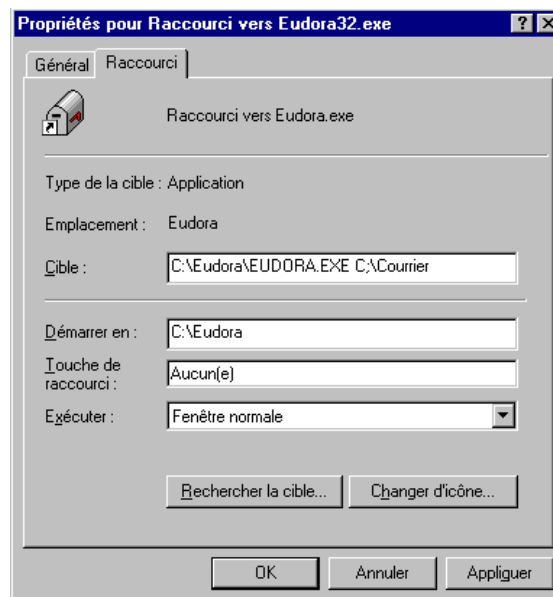 Propriétés pour Raccourci vers Eudora32.exe
Général Raccourci
Raccourci vers Eudora.exe
Type de la cible : Application
Emplacement : Eudora
Cible : C:\Eudora\EUDORA.EXE C;\Courrier
Démarrer en : C:\Eudora
Touche de
raccourci : Aucun(e)
Exécuter : Fenêtre normale
Rechercher la cible... Changer d'icône...
OK Annuler Appliquer